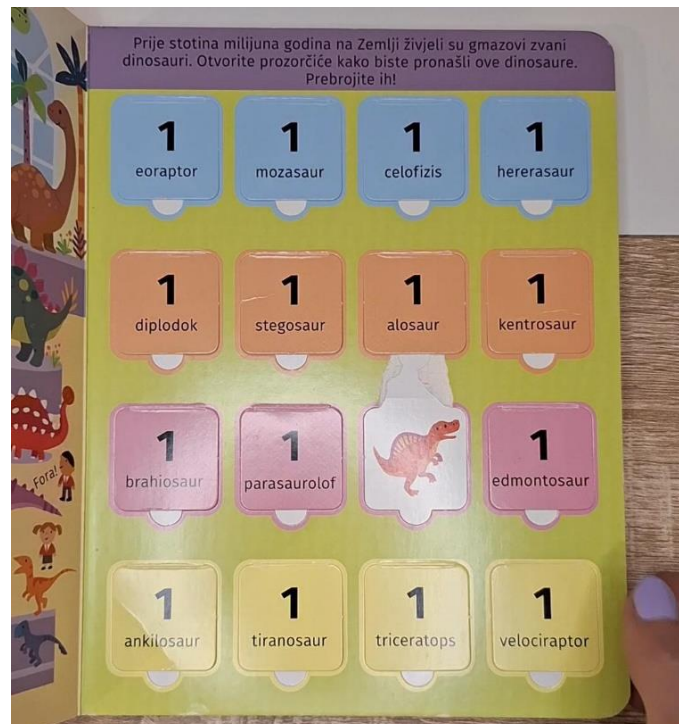 Prije stotina milijuna godina na Zemlji živjeli su gmazovi zvani
dinosauri. Otvorite prozorčiće kako biste pronašli ove dinosaure.
Prebrojite ih!
1 1 1 1
eoraptor mozasaur celofizis hererasaur
1 1 1 1
diplodok stegosaur alosaur kentrosaur
1 1 1
brahiosaur parasaurolof edmontosaur
Fora!
1 1 1 1
ankilosaur tiranosaur triceratops velociraptor